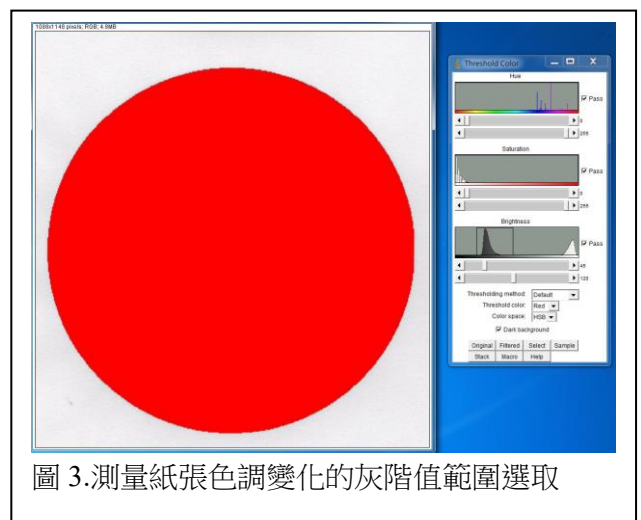 1088x1148 pixels; RGB; 4.8MB
Threshold Color
Hue
Pass
0
255
Saturation
Pass
0
255
Brightness
Pass
45
120
Thresholding method: Default
Threshold color: Red
Color space: HSB
Dark background
Original Filtered Select Sample
Stack Macro Help
圖 3.測量紙張色調變化的灰階值範圍選取